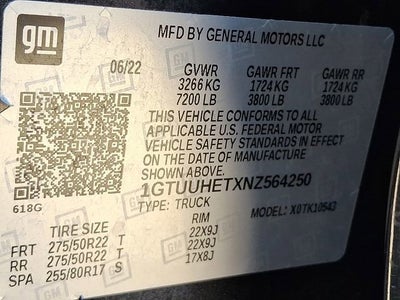 gm
MFD BY GENERAL MOTORS LLC
06/22 GVWR GAWR FRT GAWR RR
3266 KG 1724 KG 1724 KG
7200 LB 3800 LB 3800 LB
THIS VEHICLE CONFORMS TO ALL
APPLICABLE U.S. FEDERAL MOTOR
VEHICLE SAFETY STANDARDS IN EFFECT
ON THE DATE OF MANUFACTURE
SHOWN ABOVE.
618G
1GTUUHETXNZ564250
TYPE: TRUCK MODEL: X0TK10543
TIRE SIZE RIM
FRT 275/50R22 T 22X9J
RR 275/50R22 T 22X9J
SPA 255/80R17 S 17X8J